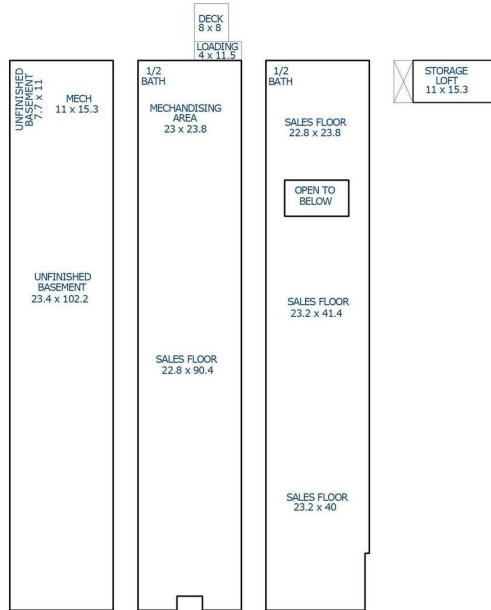 DECK
8 x 8
LOADING
4 x 11.5
UNFINISHED
BASEMENT
7.7 x 11
MECH
11 x 15.3
1/2
BATH
MECHANDISING
AREA
23 x 23.8
1/2
BATH
SALES FLOOR
22.8 x 23.8
STORAGE
LOFT
11 x 15.3
OPEN TO
BELOW
UNFINISHED
BASEMENT
23.4 x 102.2
SALES FLOOR
23.2 x 41.4
SALES FLOOR
22.8 x 90.4
SALES FLOOR
23.2 x 40